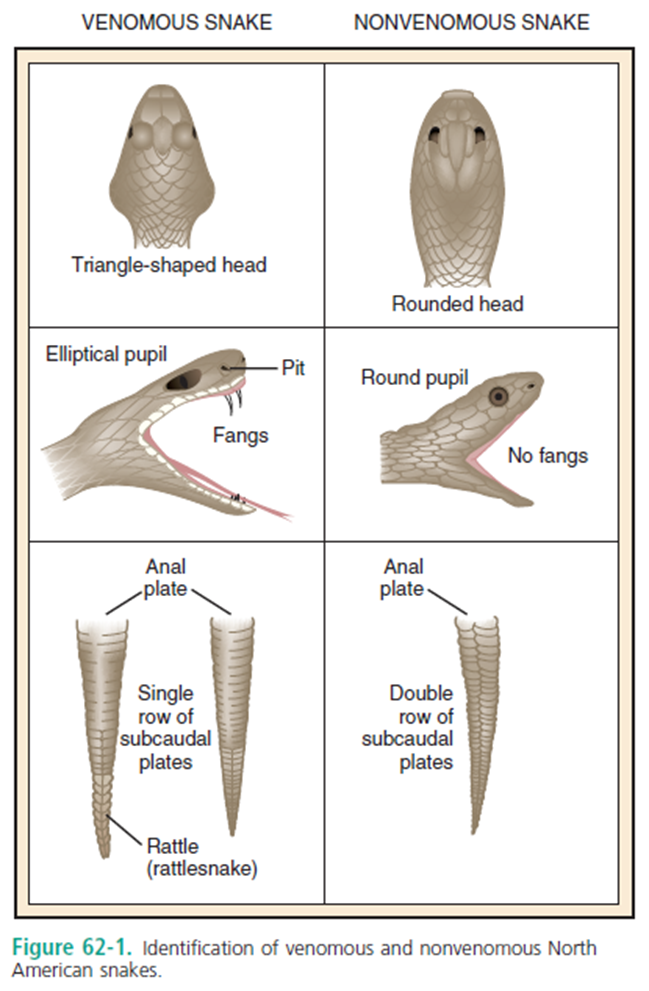 VENOMOUS SNAKE
NONVENOMOUS SNAKE
Triangle-shaped head
Rounded head
Elliptical pupil
Pit
Fangs
Round pupil
No fangs
Anal
plate
Single
row of
subcaudal
plates
Rattle
(rattlesnake)
Anal
plate
Double
row of
subcaudal
plates
Figure 62-1. Identification of venomous and nonvenomous North
American snakes.